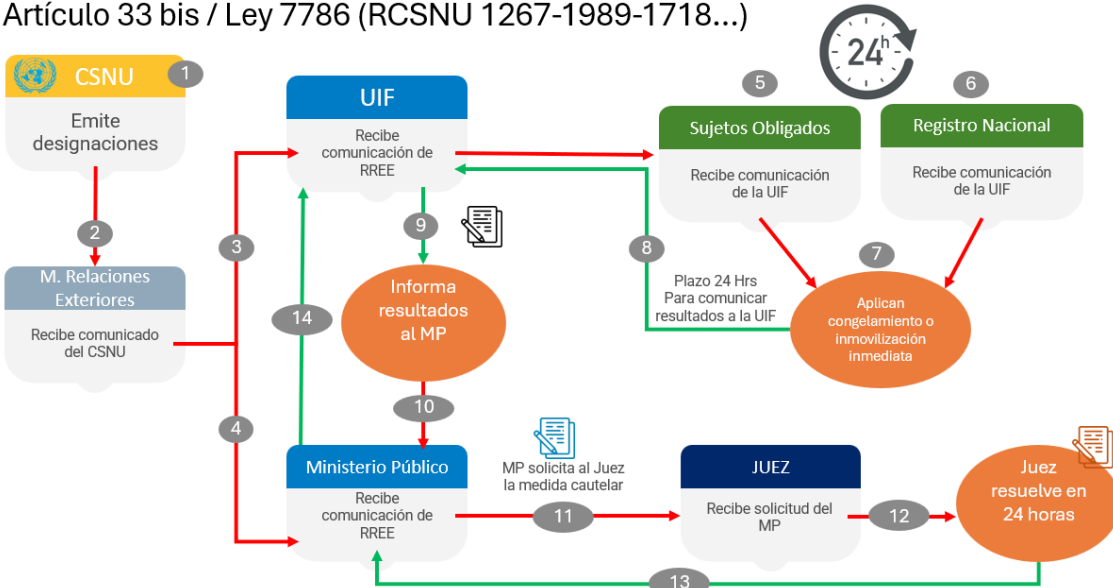 Artículo 33 bis / Ley 7786 (RCSNU 1267-1989-1718...)
24h
CSNU
1
Emite
designaciones
2
M. Relaciones
Exteriores
Recibe comunicado
del CSNU
3
4
UIF
Recibe
comunicación de
RREE
5
Sujetos Obligados
Recibe comunicación
de la UIF
6
Registro Nacional
Recibe comunicación
de la UIF
7
Aplican
congelamiento o
inmovilización
inmediata
8
Plazo 24 Hrs
Para comunicar
resultados a la UIF
9
Informa
resultados
al MP
10
14
Ministerio Público
Recibe
comunicación de
RREE
MP solicita al Juez
la medida cautelar
11
JUEZ
Recibe solicitud del
MP
12
Juez
resuelve en
24 horas
13